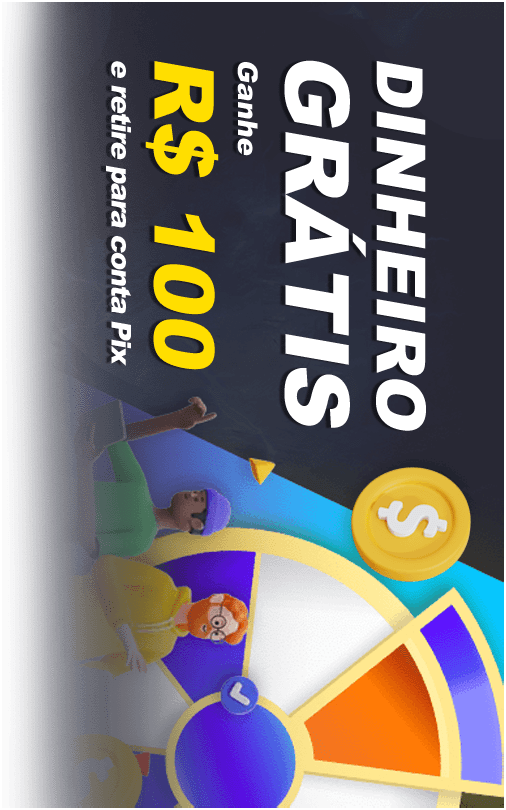 DINHEIRO
GRÁTIS
Ganhe
R$ 100
e retire para conta Pix
$